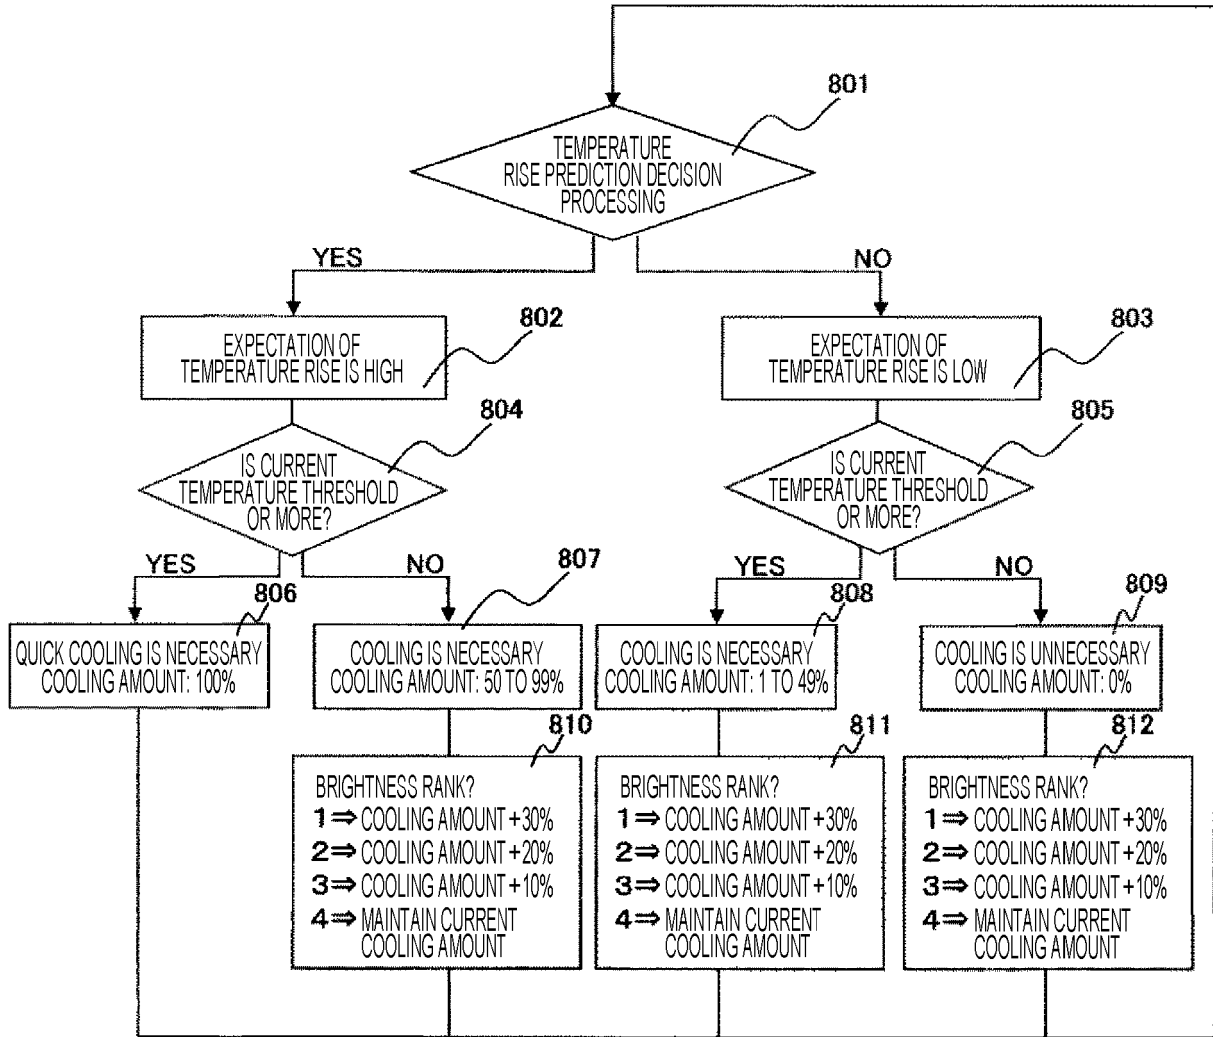 801
TEMPERATURE
RISE PREDICTION DECISION
PROCESSING
YES
NO
802
EXPECTATION OF
TEMPERATURE RISE IS HIGH
803
EXPECTATION OF
TEMPERATURE RISE IS LOW
804
IS CURRENT
TEMPERATURE THRESHOLD
OR MORE?
805
IS CURRENT
TEMPERATURE THRESHOLD
OR MORE?
YES
NO
YES
NO
806
QUICK COOLING IS NECESSARY
COOLING AMOUNT: 100%
807
COOLING IS NECESSARY
COOLING AMOUNT: 50 TO 99%
808
COOLING IS NECESSARY
COOLING AMOUNT: 1 TO 49%
809
COOLING IS UNNECESSARY
COOLING AMOUNT: 0%
810
BRIGHTNESS RANK?
1⇒ COOLING AMOUNT +30%
2⇒ COOLING AMOUNT +20%
3⇒ COOLING AMOUNT +10%
4⇒ MAINTAIN CURRENT
COOLING AMOUNT
811
BRIGHTNESS RANK?
1⇒ COOLING AMOUNT +30%
2⇒ COOLING AMOUNT +20%
3⇒ COOLING AMOUNT +10%
4⇒ MAINTAIN CURRENT
COOLING AMOUNT
812
BRIGHTNESS RANK?
1⇒ COOLING AMOUNT +30%
2⇒ COOLING AMOUNT +20%
3⇒ COOLING AMOUNT +10%
4⇒ MAINTAIN CURRENT
COOLING AMOUNT